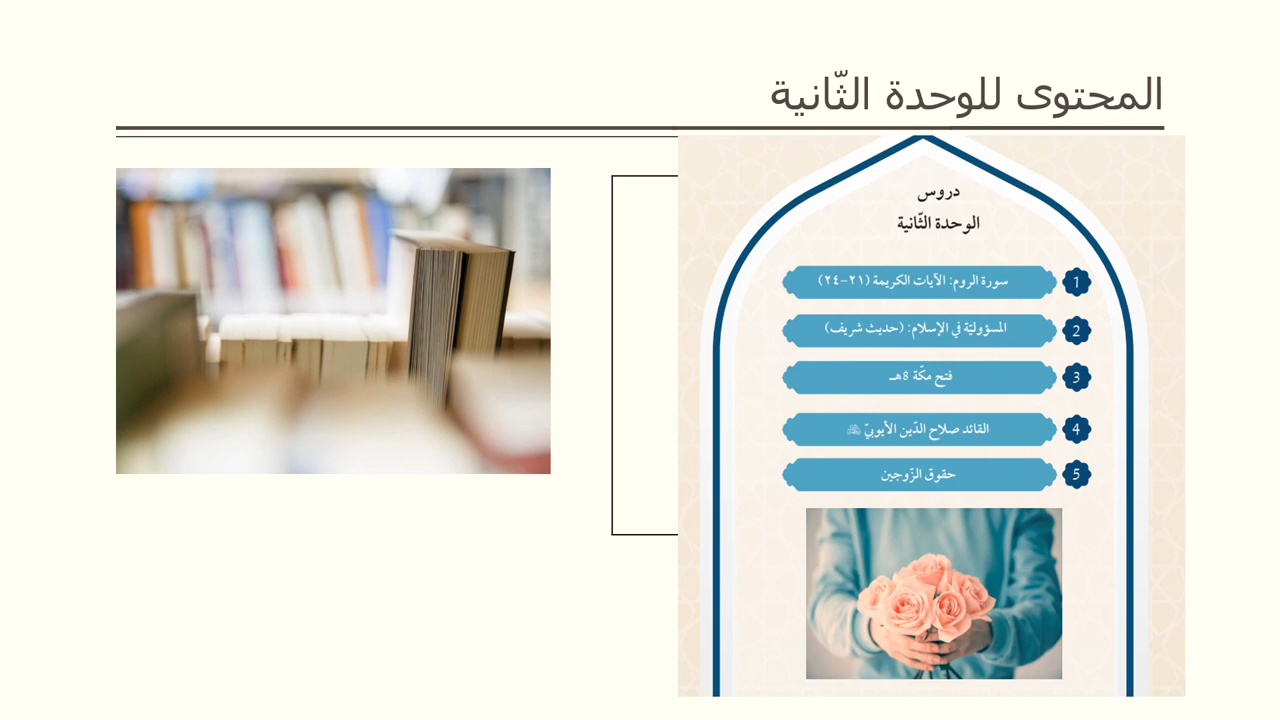 المحتوى للوحدة الثّانية
دروس
الوحدة الثّانية
1 سورة الروم: الآيات الكريمة (٢١-٢٤)
2 المسؤوليّة في الإسلام: (حديث شريف)
3 فتح مكّة 8هـ
4 القائد صلاح الدّين الأيوبيّ
5 حقوق الزّوجين